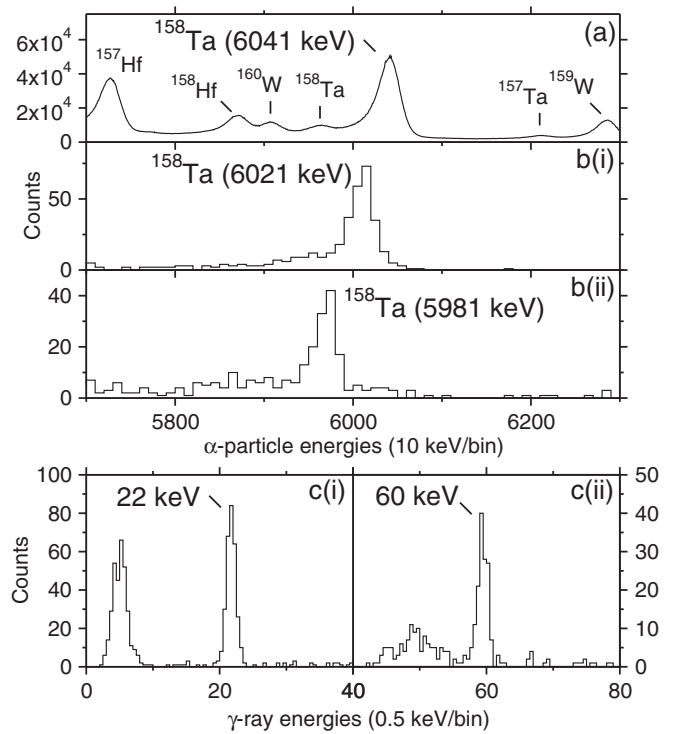 ¹⁵⁸Ta (6041 keV) (a)
6x10⁴
¹⁵⁷Hf
4x10⁴
¹⁵⁸Hf ¹⁶⁰W ¹⁵⁸Ta ¹⁵⁷Ta ¹⁵⁹W
2x10⁴
0
¹⁵⁸Ta (6021 keV) b(i)
50
0
Counts
¹⁵⁸Ta (5981 keV) b(ii)
40
20
0
5800 6000 6200
α-particle energies (10 keV/bin)
100 c(i) c(ii) 50
22 keV 60 keV
80 40
60 30
40 20
20 10
0 0
Counts
0 20 40 60 80
γ-ray energies (0.5 keV/bin)